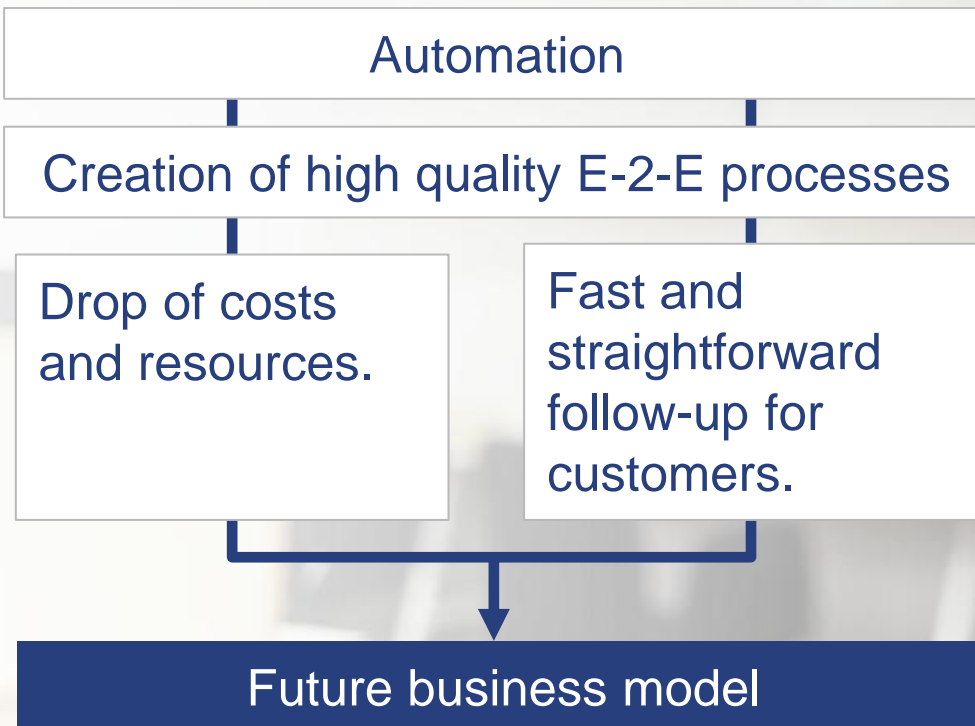 Automation
Creation of high quality E-2-E processes
Drop of costs
and resources.
Fast and
straightforward
follow-up for
customers.
Future business model